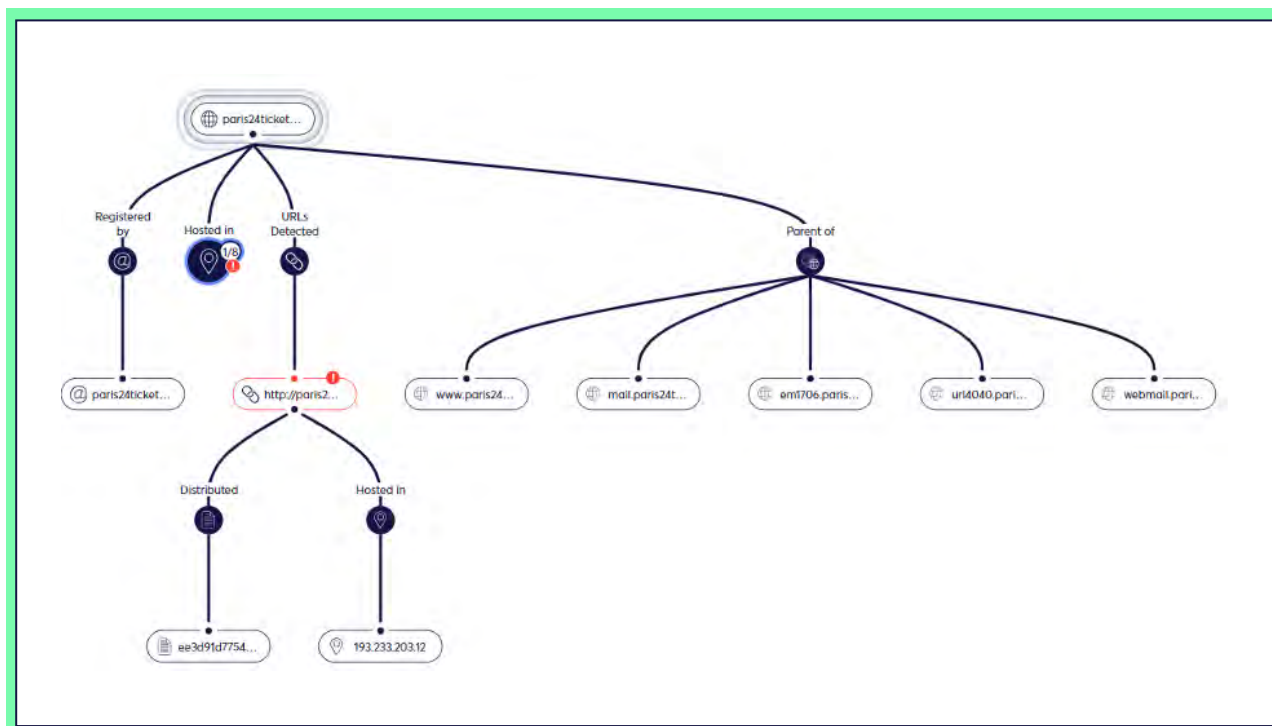 paris24ticket...
Registered
by
Hosted in
URLs
Detected
Parent of
1/8
!
@
paris24ticket...
http://paris2...
!
www.paris24...
mail.paris24t...
em1706.paris...
url4040.pari...
webmail.pari...
Distributed
Hosted in
ee3d91d7754...
193.233.203.12